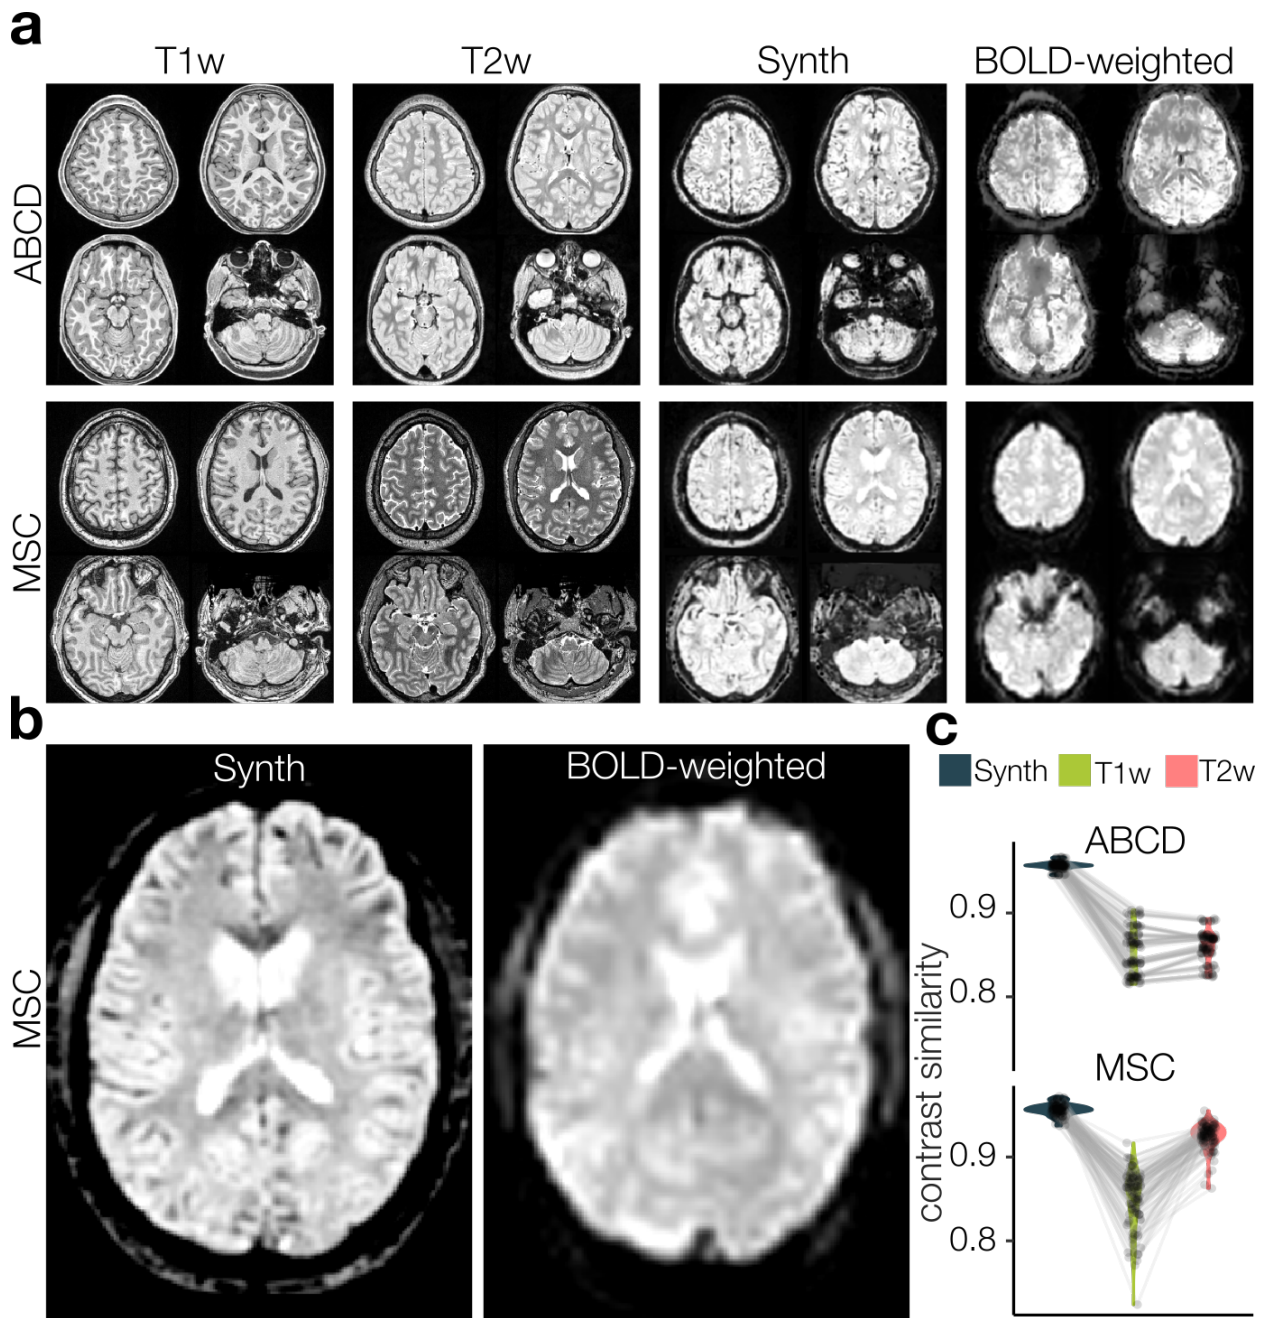 a
T1w T2w Synth BOLD-weighted
ABCD
MSC
b
c
Synth BOLD-weighted
MSC
Synth T1w T2w
contrast similarity
ABCD
0.9
0.8
MSC
0.9
0.8